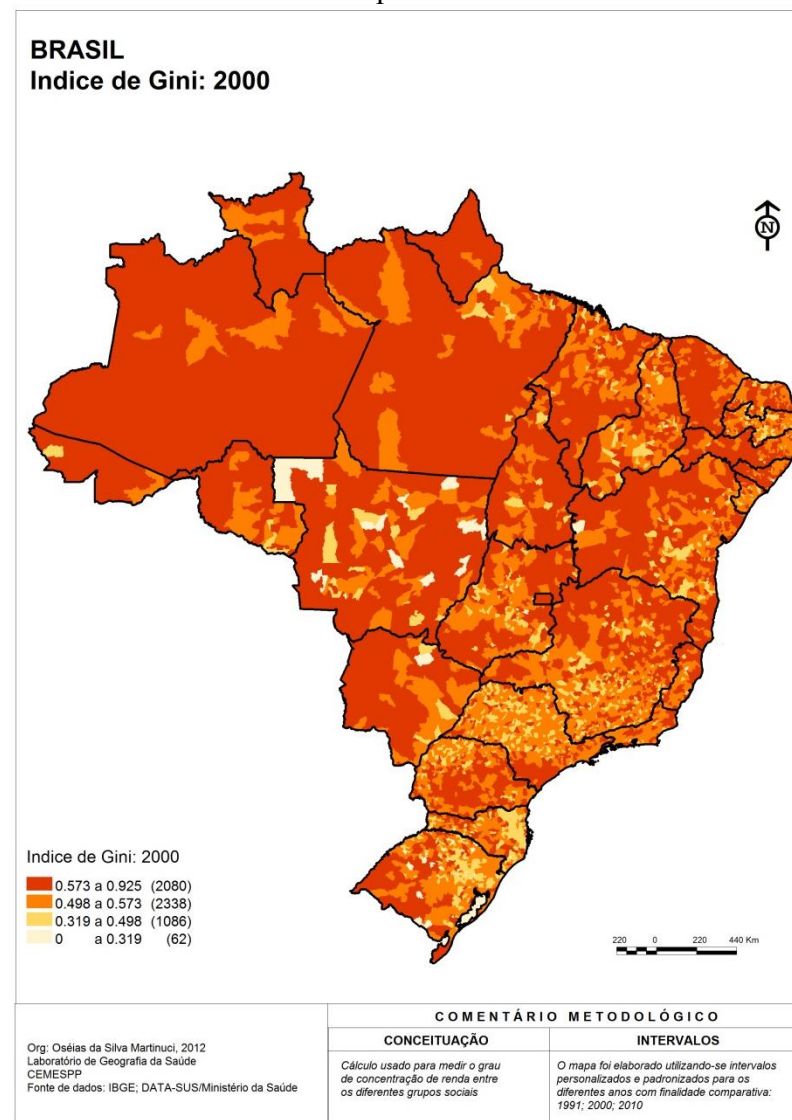 BRASIL
Indice de Gini: 2000
N
Indice de Gini: 2000
0.573 a 0.925 (2080)
0.498 a 0.573 (2338)
0.319 a 0.498 (1086)
0 a 0.319 (62)
220 0 220 440 Km
Org: Oséias da Silva Martinuci, 2012
Laboratório de Geografia da Saúde
CEMESPP
Fonte de dados: IBGE; DATA-SUS/Ministério da Saúde
COMENTÁRIO METODOLÓGICO
CONCEITUAÇÃO
Cálculo usado para medir o grau
de concentração de renda entre
os diferentes grupos sociais
INTERVALOS
O mapa foi elaborado utilizando-se intervalos
personalizados e padronizados para os
diferentes anos com finalidade comparativa:
1991; 2000; 2010